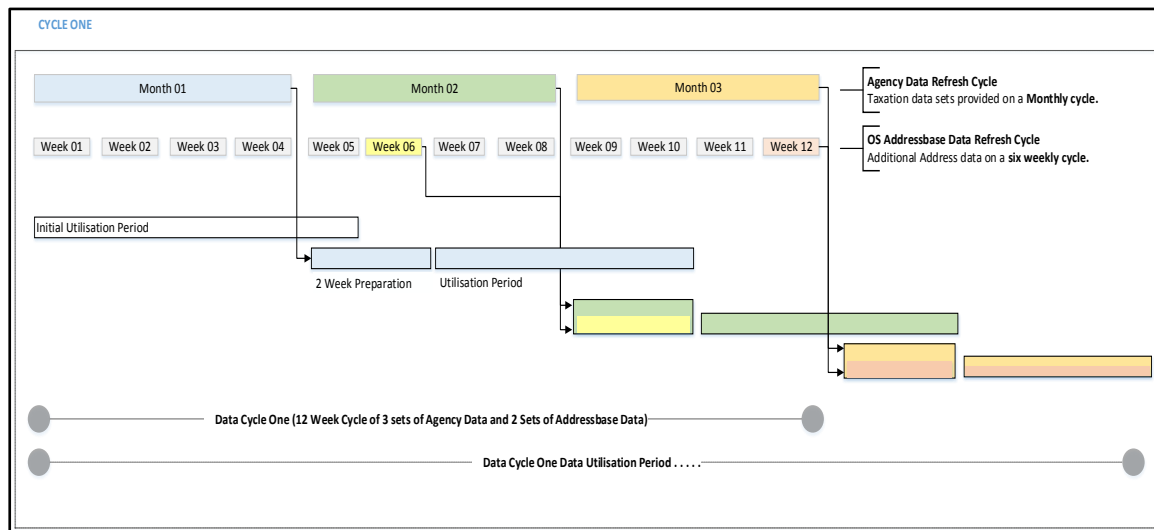 CYCLE ONE
Month 01
Month 02
Month 03
Agency Data Refresh Cycle
Taxation data sets provided on a Monthly cycle.
Week 01
Week 02
Week 03
Week 04
Week 05
Week 06
Week 07
Week 08
Week 09
Week 10
Week 11
Week 12
OS Addressbase Data Refresh Cycle
Additional Address data on a six weekly cycle.
Initial Utilisation Period
2 Week Preparation
Utilisation Period
Data Cycle One (12 Week Cycle of 3 sets of Agency Data and 2 Sets of Addressbase Data)
Data Cycle One Data Utilisation Period . . . . .